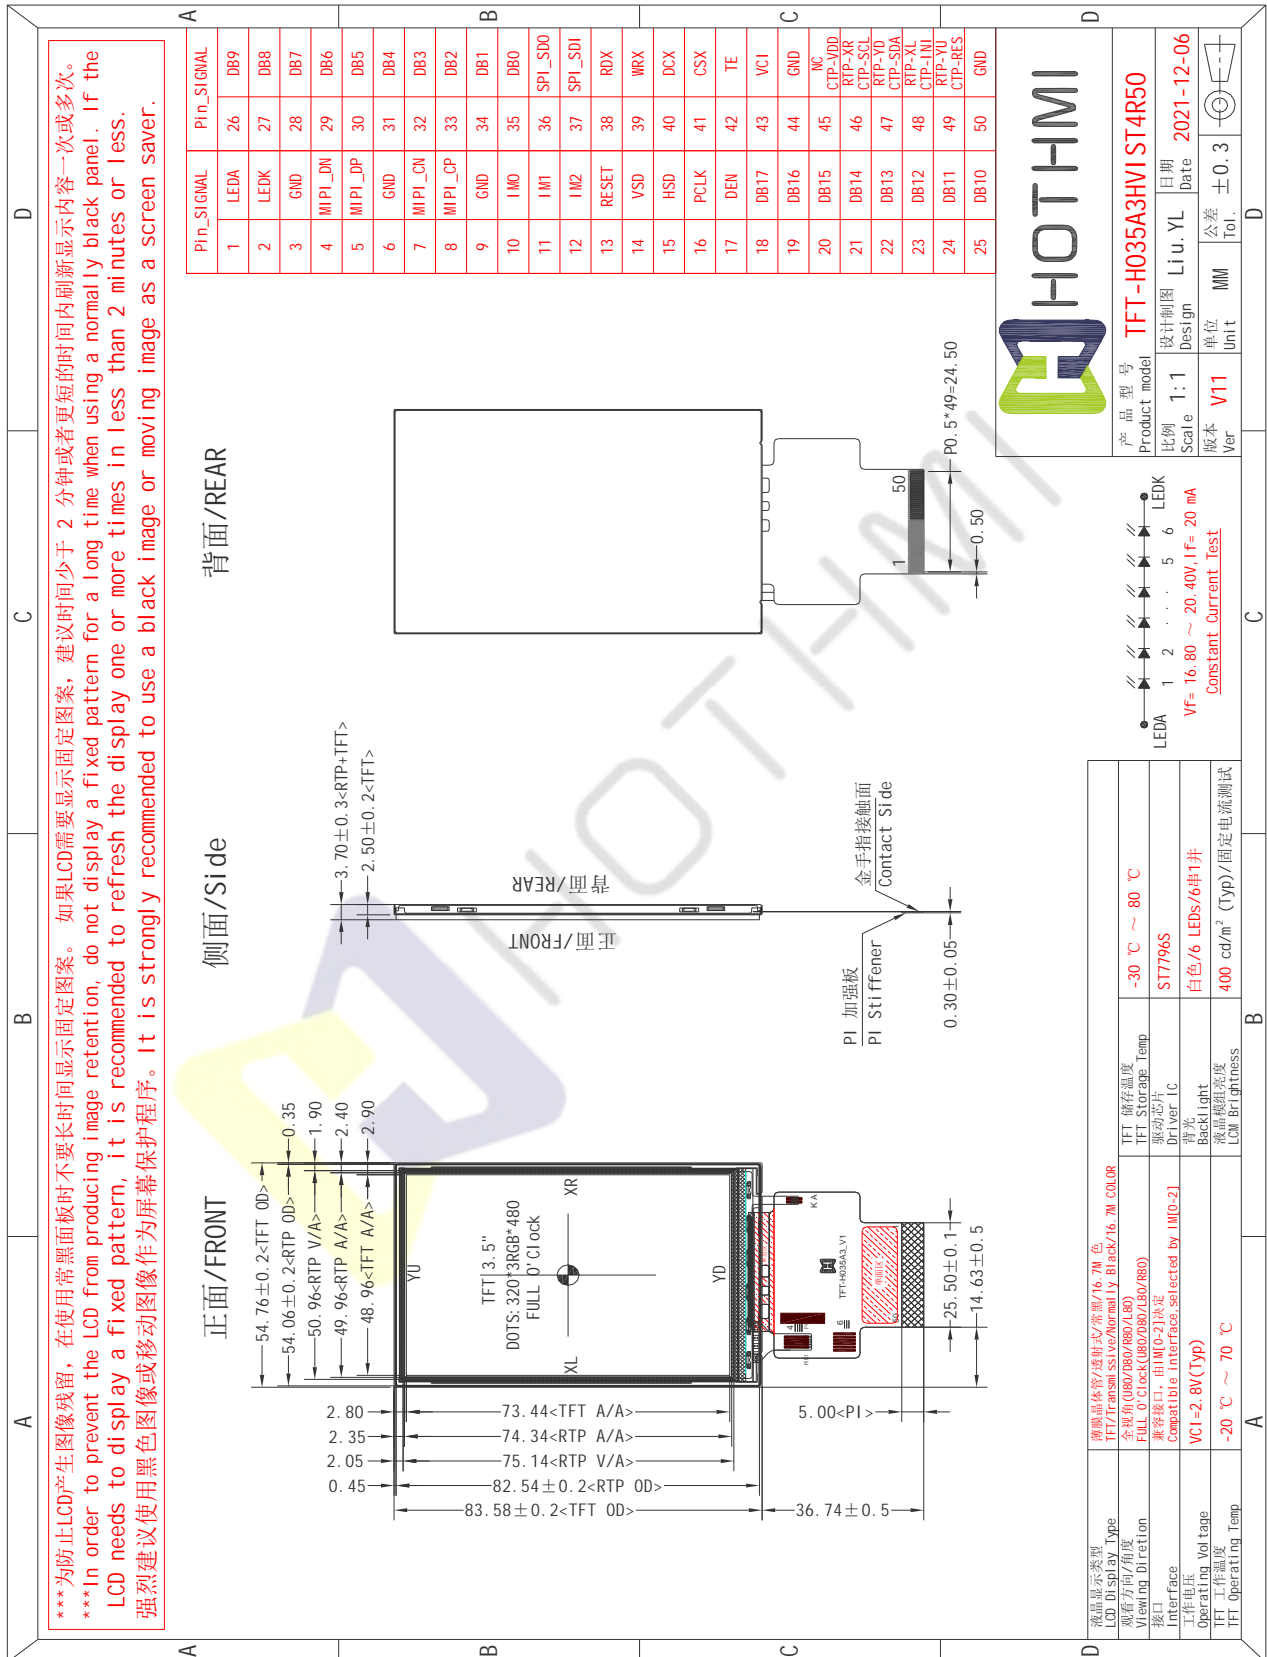 ***为防止LCD产生图像残留，在使用常黑面板时不要长时间显示固定图案。 如果LCD需要显示固定图案，建议时间少于 2 分钟或者更短的时间内刷新显示内容一次或多次。
***In order to prevent the LCD from producing image retention, do not display a fixed pattern for a long time when using a normally black panel. If the
LCD needs to display a fixed pattern, it is recommended to refresh the display one or more times in less than 2 minutes or less.
强烈建议使用黑色图像或移动图像作为屏幕保护程序。It is strongly recommended to use a black image or moving image as a screen saver.
A B C D
A B C D
A B C D
A B C D
正面/FRONT
侧面/Side
背面/REAR
54.76±0.2<TFT OD>
54.06±0.2<RTP OD>
0.35
50.96<RTP V/A>
1.90
49.96<RTP A/A>
2.40
48.96<TFT A/A>
2.90
YU
XR
XL
YD
TFT 3.5"
DOTS:320*3RGB*480
FULL O'Clock
2.80
73.44<TFT A/A>
2.35
74.34<RTP A/A>
2.05
75.14<RTP V/A>
0.45
82.54±0.2<RTP OD>
83.58±0.2<TFT OD>
36.74±0.5
5.00<PI>
25.50±0.1
14.63±0.5
K A
TFT-H035A3_V1
3.70±0.3<RTP+TFT>
2.50±0.2<TFT>
背面/REAR
正面/FRONT
PI 加强板
PI Stiffener
金手指接触面
Contact Side
0.30±0.05
1
50
P0.5*49=24.50
0.50
Pin_SIGNAL Pin_SIGNAL
1 LEDA 26 DB9
2 LEDK 27 DB8
3 GND 28 DB7
4 MIPI_DN 29 DB6
5 MIPI_DP 30 DB5
6 GND 31 DB4
7 MIPI_CN 32 DB3
8 MIPI_CP 33 DB2
9 GND 34 DB1
10 IM0 35 DB0
11 IM1 36 SPI_SDO
12 IM2 37 SPI_SDI
13 RESET 38 RDX
14 VSD 39 WRX
15 HSD 40 DCX
16 PCLK 41 CSX
17 DEN 42 TE
18 DB17 43 VCI
19 DB16 44 GND
20 DB15 45 NC CTP-VDD
21 DB14 46 RTP-XR CTP-SCL
22 DB13 47 RTP-YD CTP-SDA
23 DB12 48 RTP-XL CTP-INI
24 DB11 49 RTP-YU CTP-RES
25 DB10 50 GND
液晶显示类型
LCD Display Type
薄膜晶体管/透射式/常黑/16.7M 色
TFT/Transmissive/Normally Black/16.7M COLOR
观看方向/角度
Viewing Diretion
全视角(U80/D80/R80/L80)
FULL O'Clock(U80/D80/L80/R80)
接口
Interface
兼容接口, 由IM[0-2]决定
Compatible interface,selected by IM[0-2]
工作电压
Operating Voltage
VCI=2.8V(Typ)
TFT 工作温度
TFT Operating Temp
-20 ℃ ~ 70 ℃
TFT 储存温度
TFT Storage Temp
-30 ℃ ~ 80 ℃
驱动芯片
Driver IC
ST7796S
背光
Backlight
白色/6 LEDs/6串1并
液晶模组亮度
LCM Brightness
400 cd/m² (Typ)/固定电流测试
LEDA
LEDK
1 2 . . . 5 6
Vf= 16.80 ~ 20.40V,If= 20 mA
Constant Current Test
HOTHMI
产 品 型 号
Product model
TFT-H035A3HVIST4R50
比例
Scale
1:1
设计制图
Design
Liu.YL
日期
Date
2021-12-06
版本
Ver
V11
单位
Unit
MM
公差
Tol.
±0.3
HOTHMI